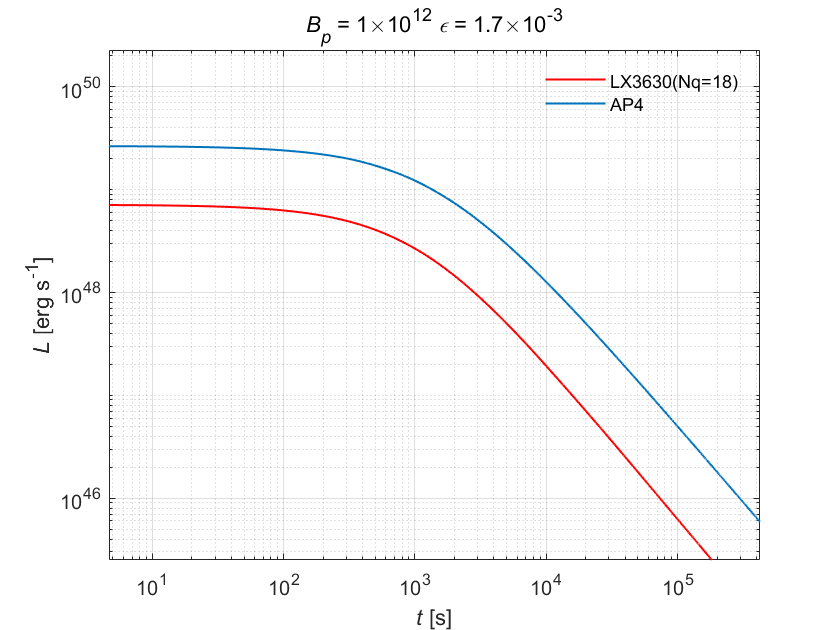 B_p = 1×10^12 ϵ = 1.7×10^-3
LX3630(Nq=18)
AP4
10^50
10^48
10^46
L [erg s^-1]
10^1 10^2 10^3 10^4 10^5
t [s]